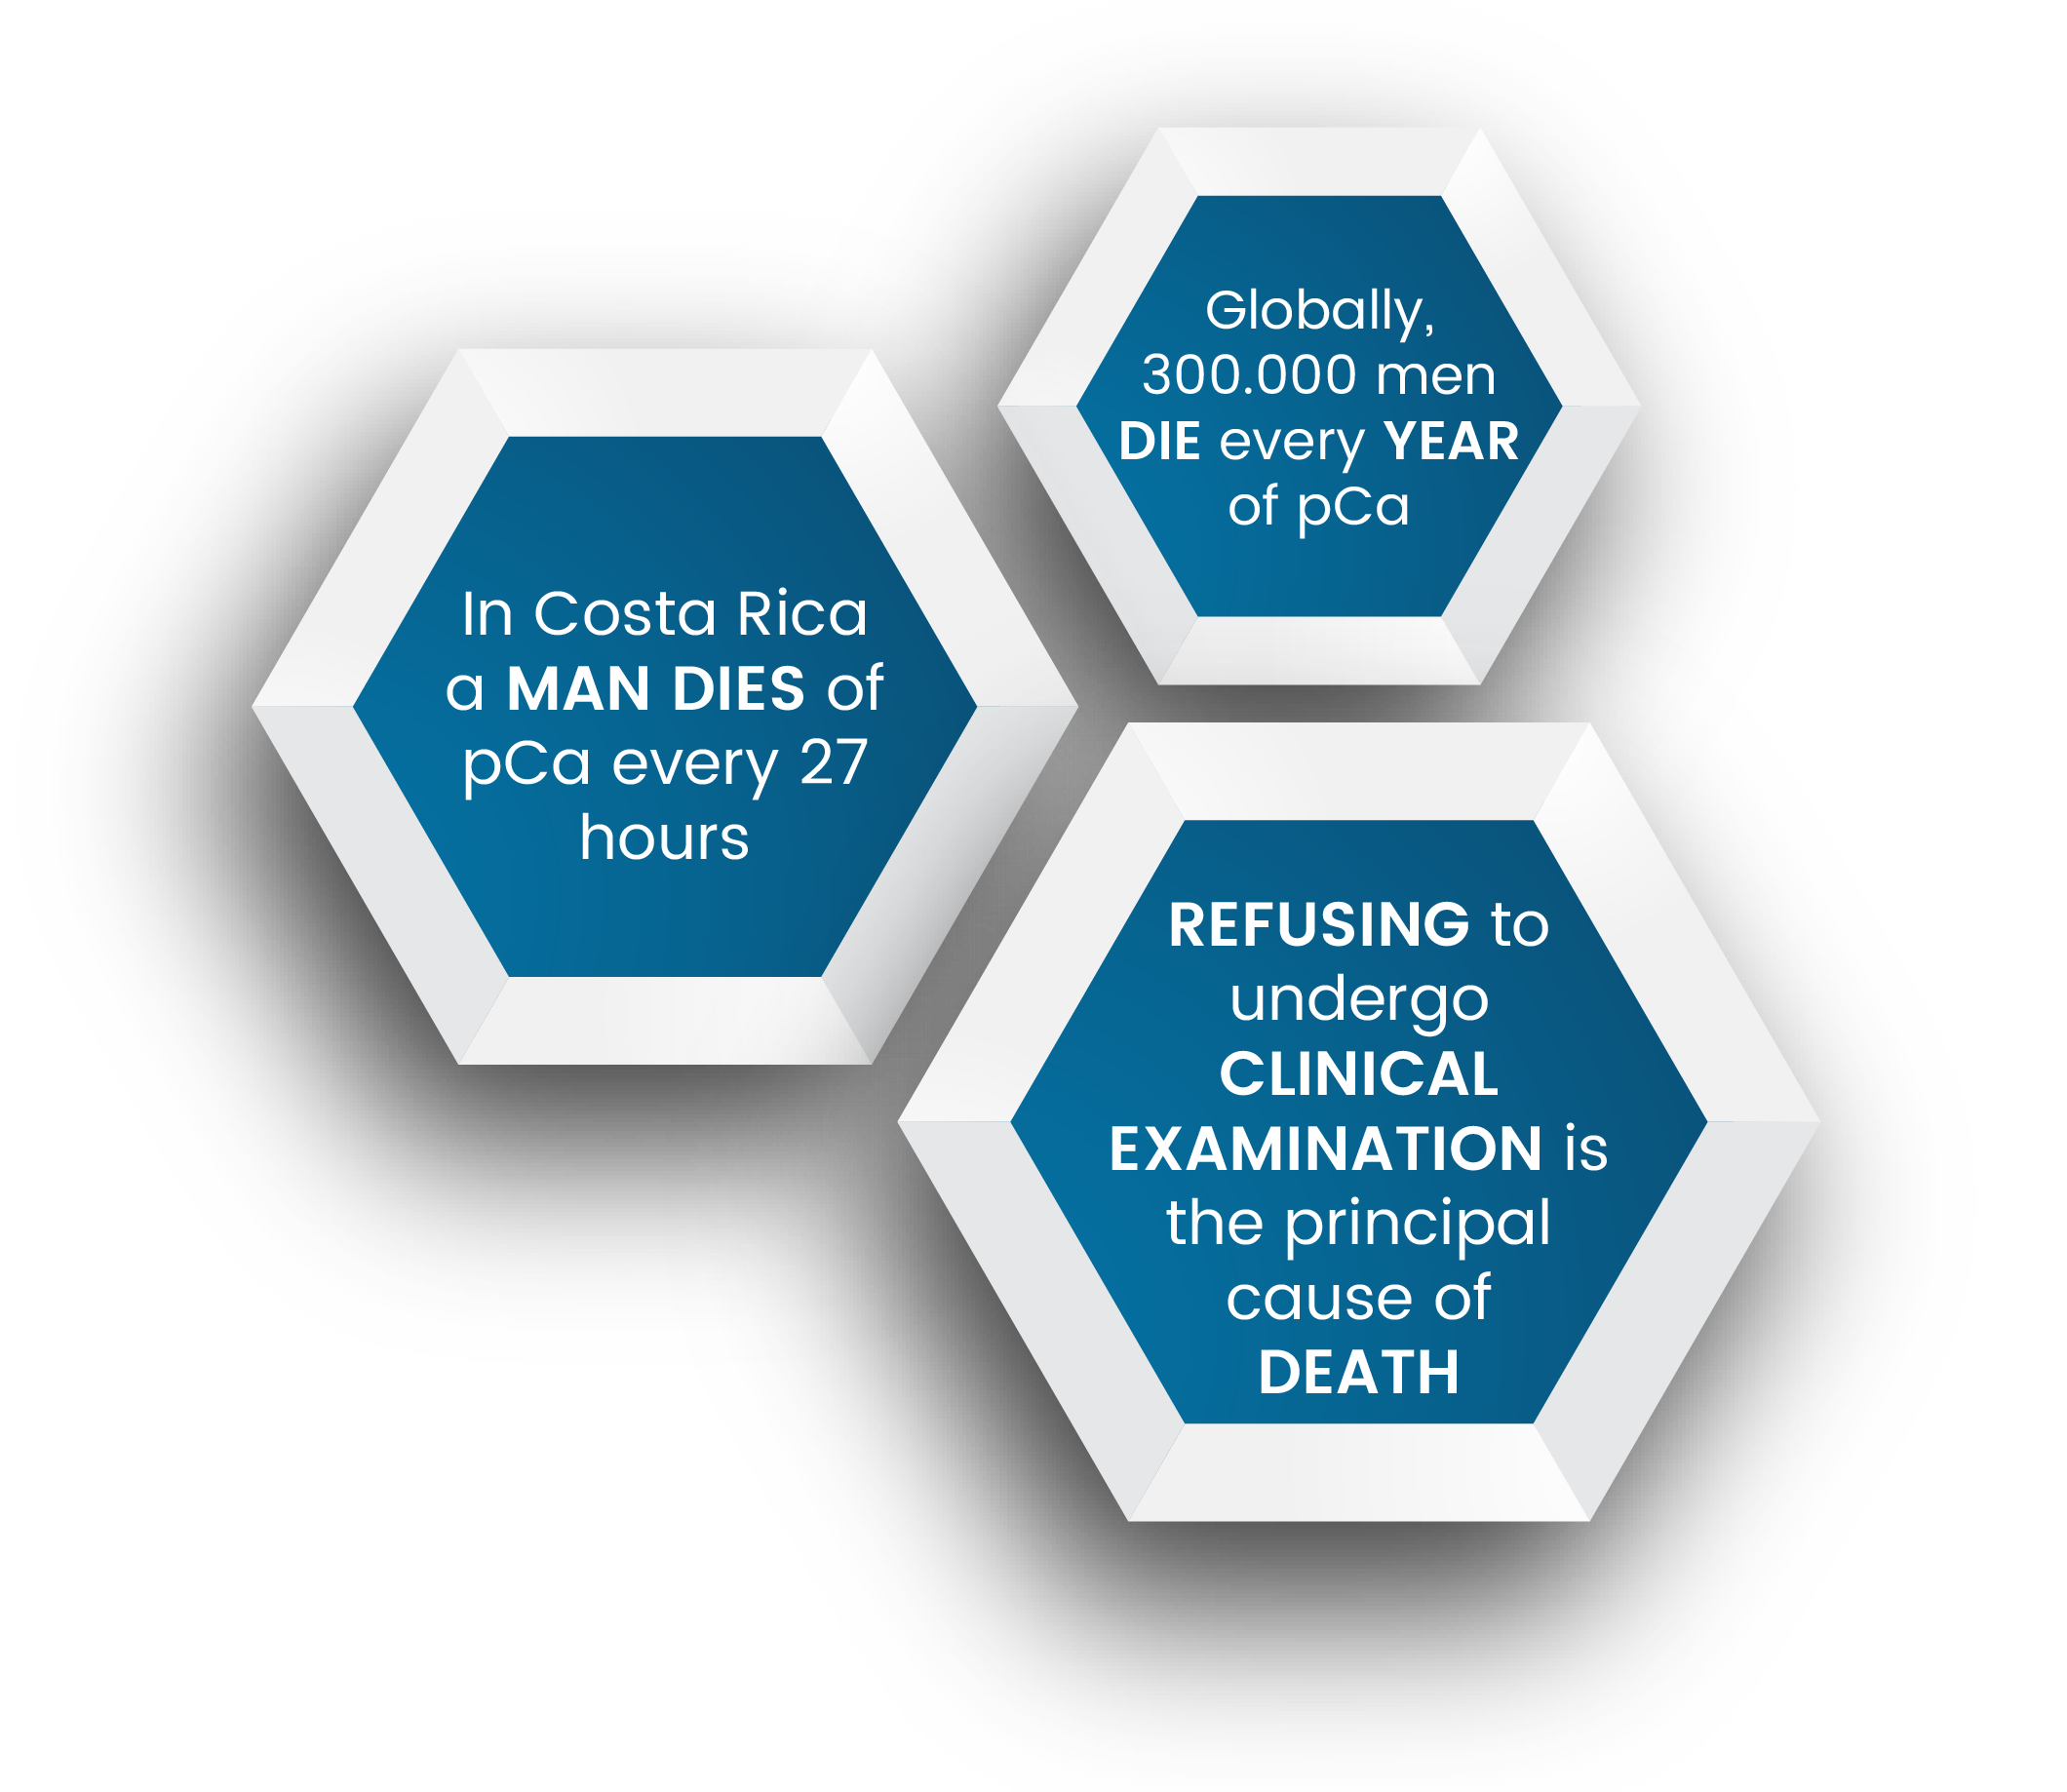 Globally,
300.000 men
DIE every YEAR
of pCa
In Costa Rica
a MAN DIES of
pCa every 27
hours
REFUSING to
undergo
CLINICAL
EXAMINATION is
the principal
cause of
DEATH